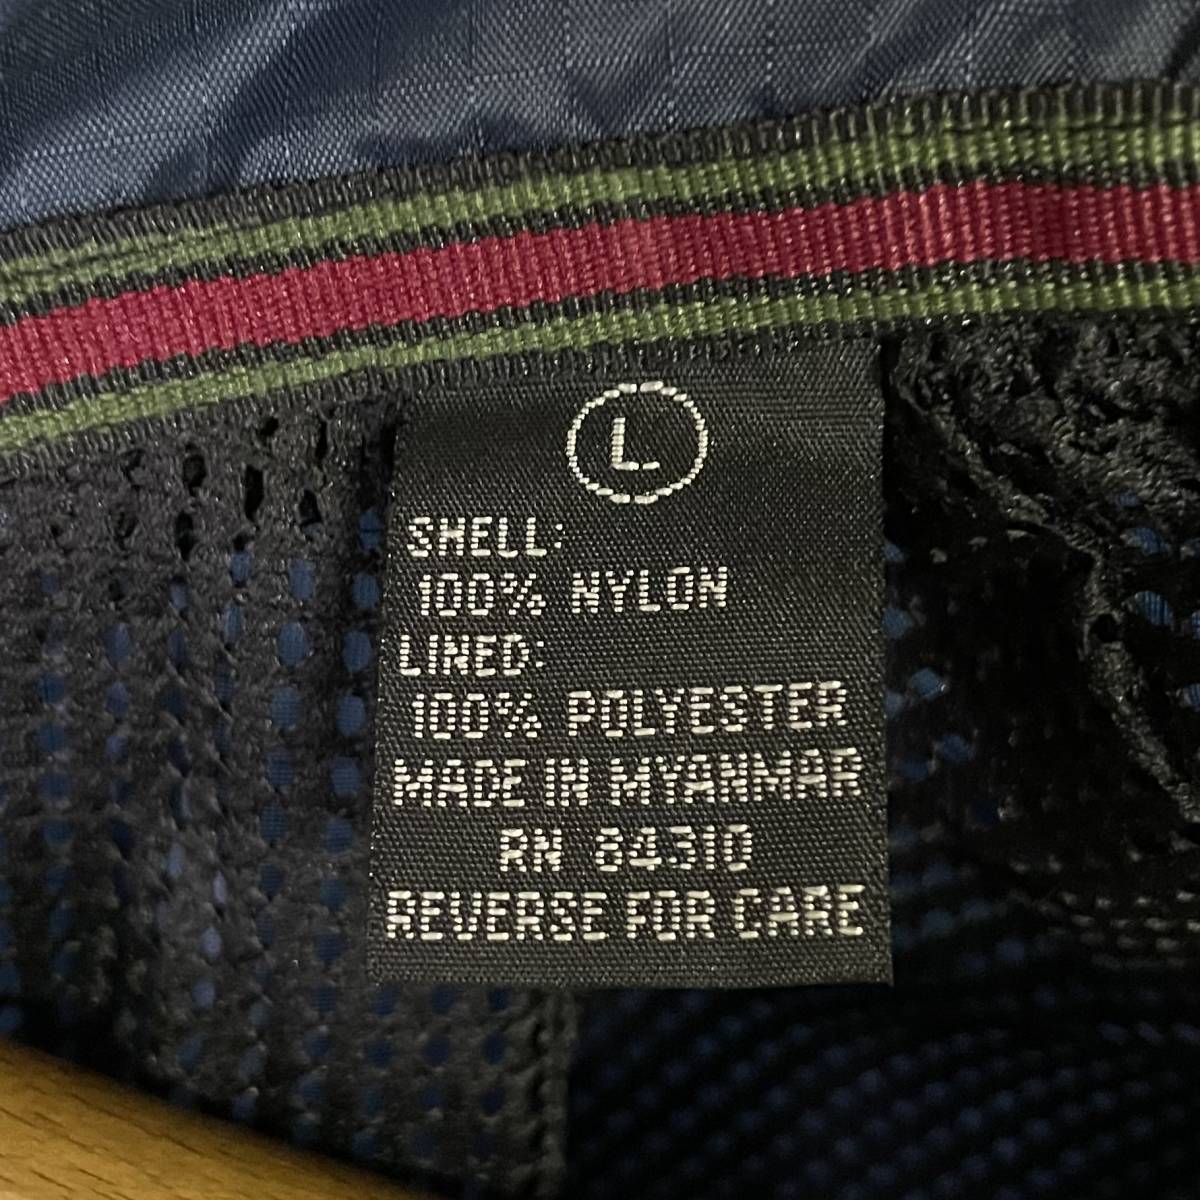 L
SHELL:
100% NYLON
LINED:
100% POLYESTER
MADE IN MYANMAR
RN 84310
REVERSE FOR CARE